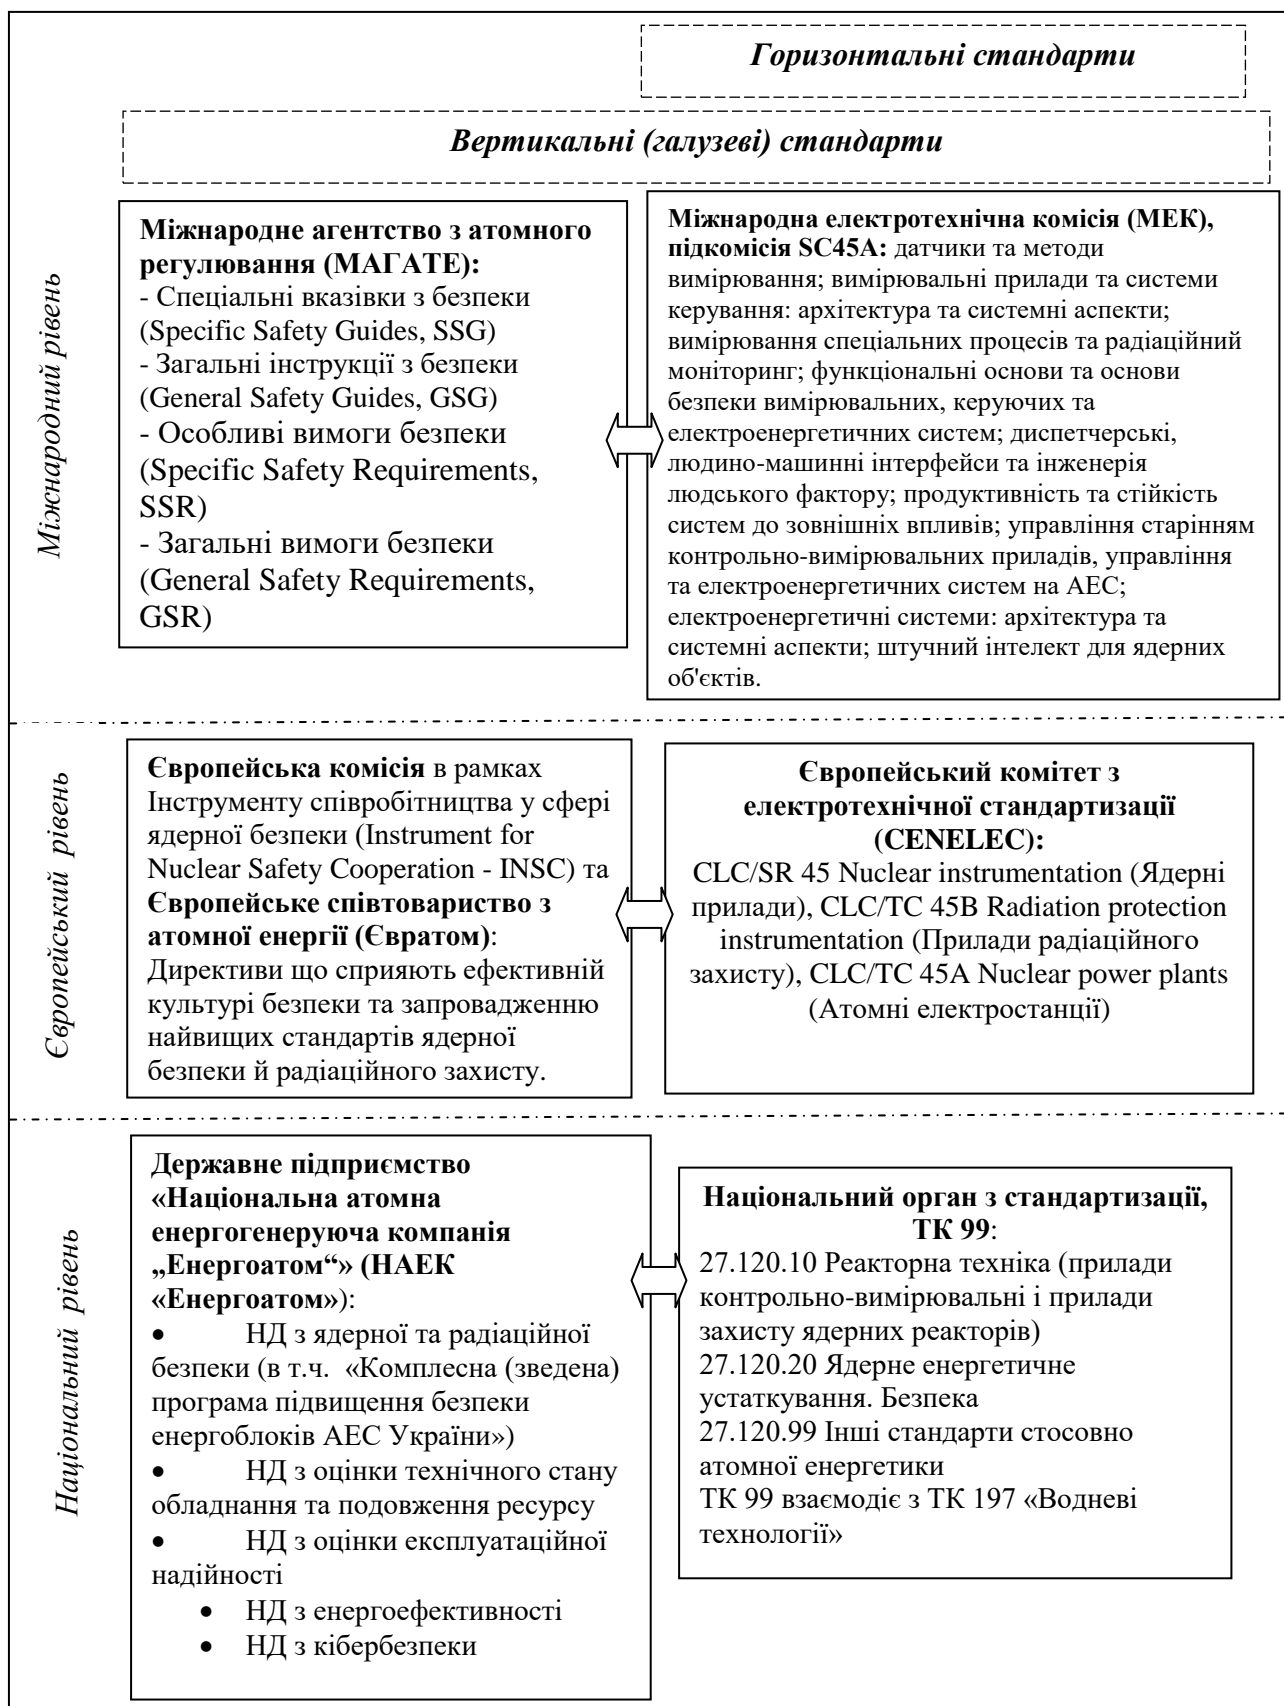 Горизонтальні стандарти
Вертикальні (галузеві) стандарти
Міжнародний рівень
Міжнародне агентство з атомного
регулювання (МАГАТЕ):
- Спеціальні вказівки з безпеки
(Specific Safety Guides, SSG)
- Загальні інструкції з безпеки
(General Safety Guides, GSG)
- Особливі вимоги безпеки
(Specific Safety Requirements,
SSR)
- Загальні вимоги безпеки
(General Safety Requirements,
GSR)
Міжнародна електротехнічна комісія (МЕК),
підкомісія SC45A: датчики та методи
вимірювання; вимірювальні прилади та системи
керування: архітектура та системні аспекти;
вимірювання спеціальних процесів та радіаційний
моніторинг; функціональні основи та основи
безпеки вимірювальних, керуючих та
електроенергетичних систем; диспетчерські,
людино-машинні інтерфейси та інженерія
людського фактору; продуктивність та стійкість
систем до зовнішніх впливів; управління старінням
контрольно-вимірювальних приладів, управління
та електроенергетичних систем на АЕС;
електроенергетичні системи: архітектура та
системні аспекти; штучний інтелект для ядерних
об'єктів.
Європейський рівень
Європейська комісія в рамках
Інструменту співробітництва у сфері
ядерної безпеки (Instrument for
Nuclear Safety Cooperation - INSC) та
Європейське співтовариство з
атомної енергії (Євратом):
Директиви що сприяють ефективній
культурі безпеки та запровадженню
найвищих стандартів ядерної
безпеки й радіаційного захисту.
Європейський комітет з
електротехнічної стандартизації
(CENELEC):
CLC/SR 45 Nuclear instrumentation (Ядерні
прилади), CLC/TC 45B Radiation protection
instrumentation (Прилади радіаційного
захисту), CLC/TC 45A Nuclear power plants
(Атомні електростанції)
Національний рівень
Державне підприємство
«Національна атомна
енергогенеруюча компанія
„Енергоатом“» (НАЕК
«Енергоатом»):
• НД з ядерної та радіаційної
безпеки (в т.ч. «Комплесна (зведена)
програма підвищення безпеки
енергоблоків АЕС України»)
• НД з оцінки технічного стану
обладнання та подовження ресурсу
• НД з оцінки експлуатаційної
надійності
• НД з енергоефективності
• НД з кібербезпеки
Національний орган з стандартизації,
ТК 99:
27.120.10 Реакторна техніка (прилади
контрольно-вимірювальні і прилади
захисту ядерних реакторів)
27.120.20 Ядерне енергетичне
устаткування. Безпека
27.120.99 Інші стандарти стосовно
атомної енергетики
ТК 99 взаємодіє з ТК 197 «Водневі
технології»